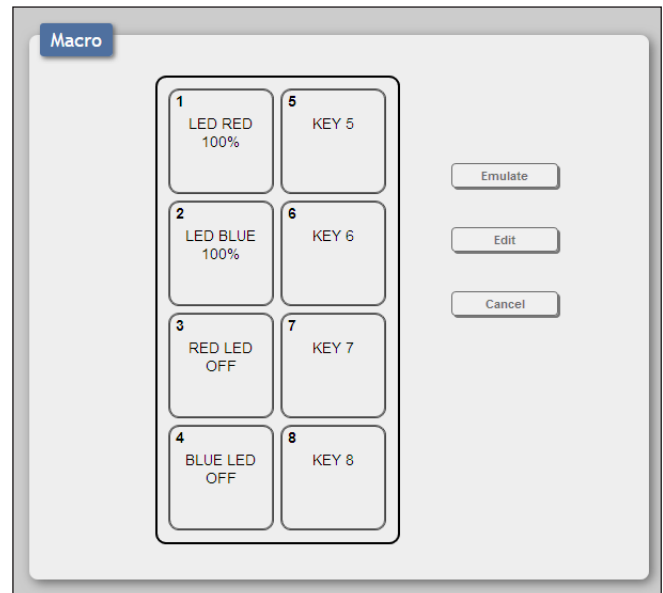 Macro
1
LED RED
100%
5
KEY 5
2
LED BLUE
100%
6
KEY 6
3
RED LED
OFF
7
KEY 7
4
BLUE LED
OFF
8
KEY 8
Emulate
Edit
Cancel